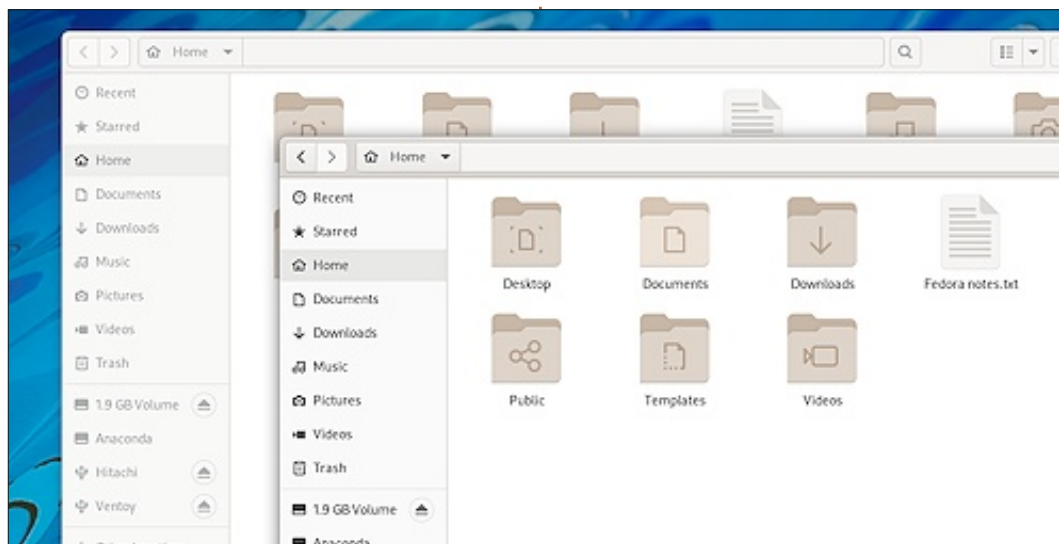 Home
Recent
Starred
Home
Documents
Downloads
Music
Pictures
Videos
Trash
1.9 GB Volume
Anaconda
Hitachi
Ventoy
Home
Recent
Starred
Home
Documents
Downloads
Music
Pictures
Videos
Trash
1.9 GB Volume
Anaconda
Desktop
Documents
Downloads
Fedora notes.txt
Public
Templates
Videos